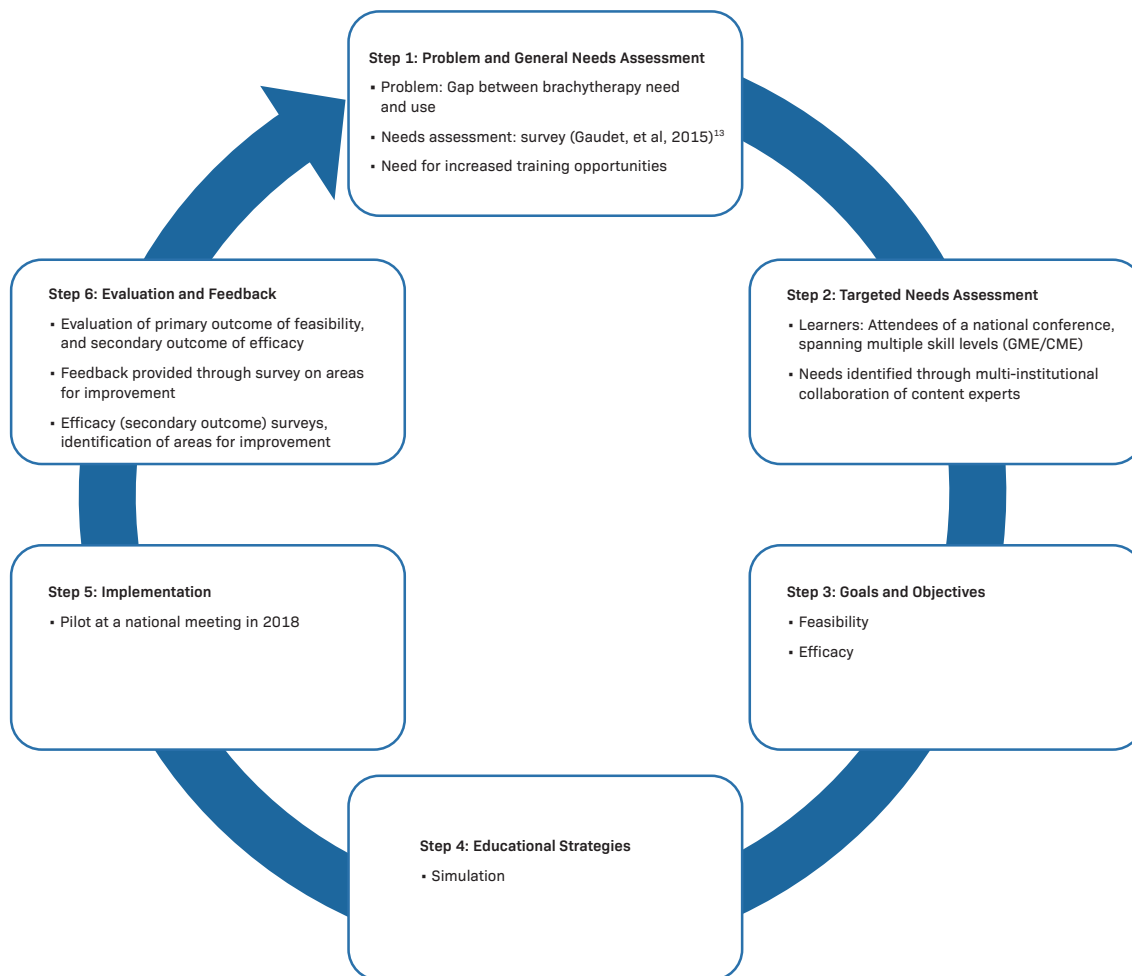 Step 1: Problem and General Needs Assessment
▪ Problem: Gap between brachytherapy need
and use
▪ Needs assessment: survey (Gaudet, et al, 2015)¹³
▪ Need for increased training opportunities
Step 2: Targeted Needs Assessment
▪ Learners: Attendees of a national conference,
spanning multiple skill levels (GME/CME)
▪ Needs identified through multi-institutional
collaboration of content experts
Step 3: Goals and Objectives
▪ Feasibility
▪ Efficacy
Step 4: Educational Strategies
▪ Simulation
Step 5: Implementation
▪ Pilot at a national meeting in 2018
Step 6: Evaluation and Feedback
▪ Evaluation of primary outcome of feasibility,
and secondary outcome of efficacy
▪ Feedback provided through survey on areas
for improvement
▪ Efficacy (secondary outcome) surveys,
identification of areas for improvement